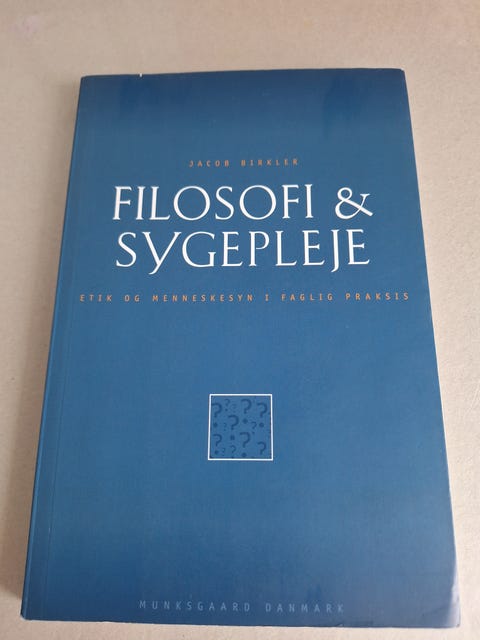 JACOB BIRKLER
FILOSOFI &
SYGEPLEJE
ETIK OG MENNESKESYN I FAGLIG PRAKSIS
? ? ? ? ? ? ? ? ? ?
MUNKSGAARD DANMARK